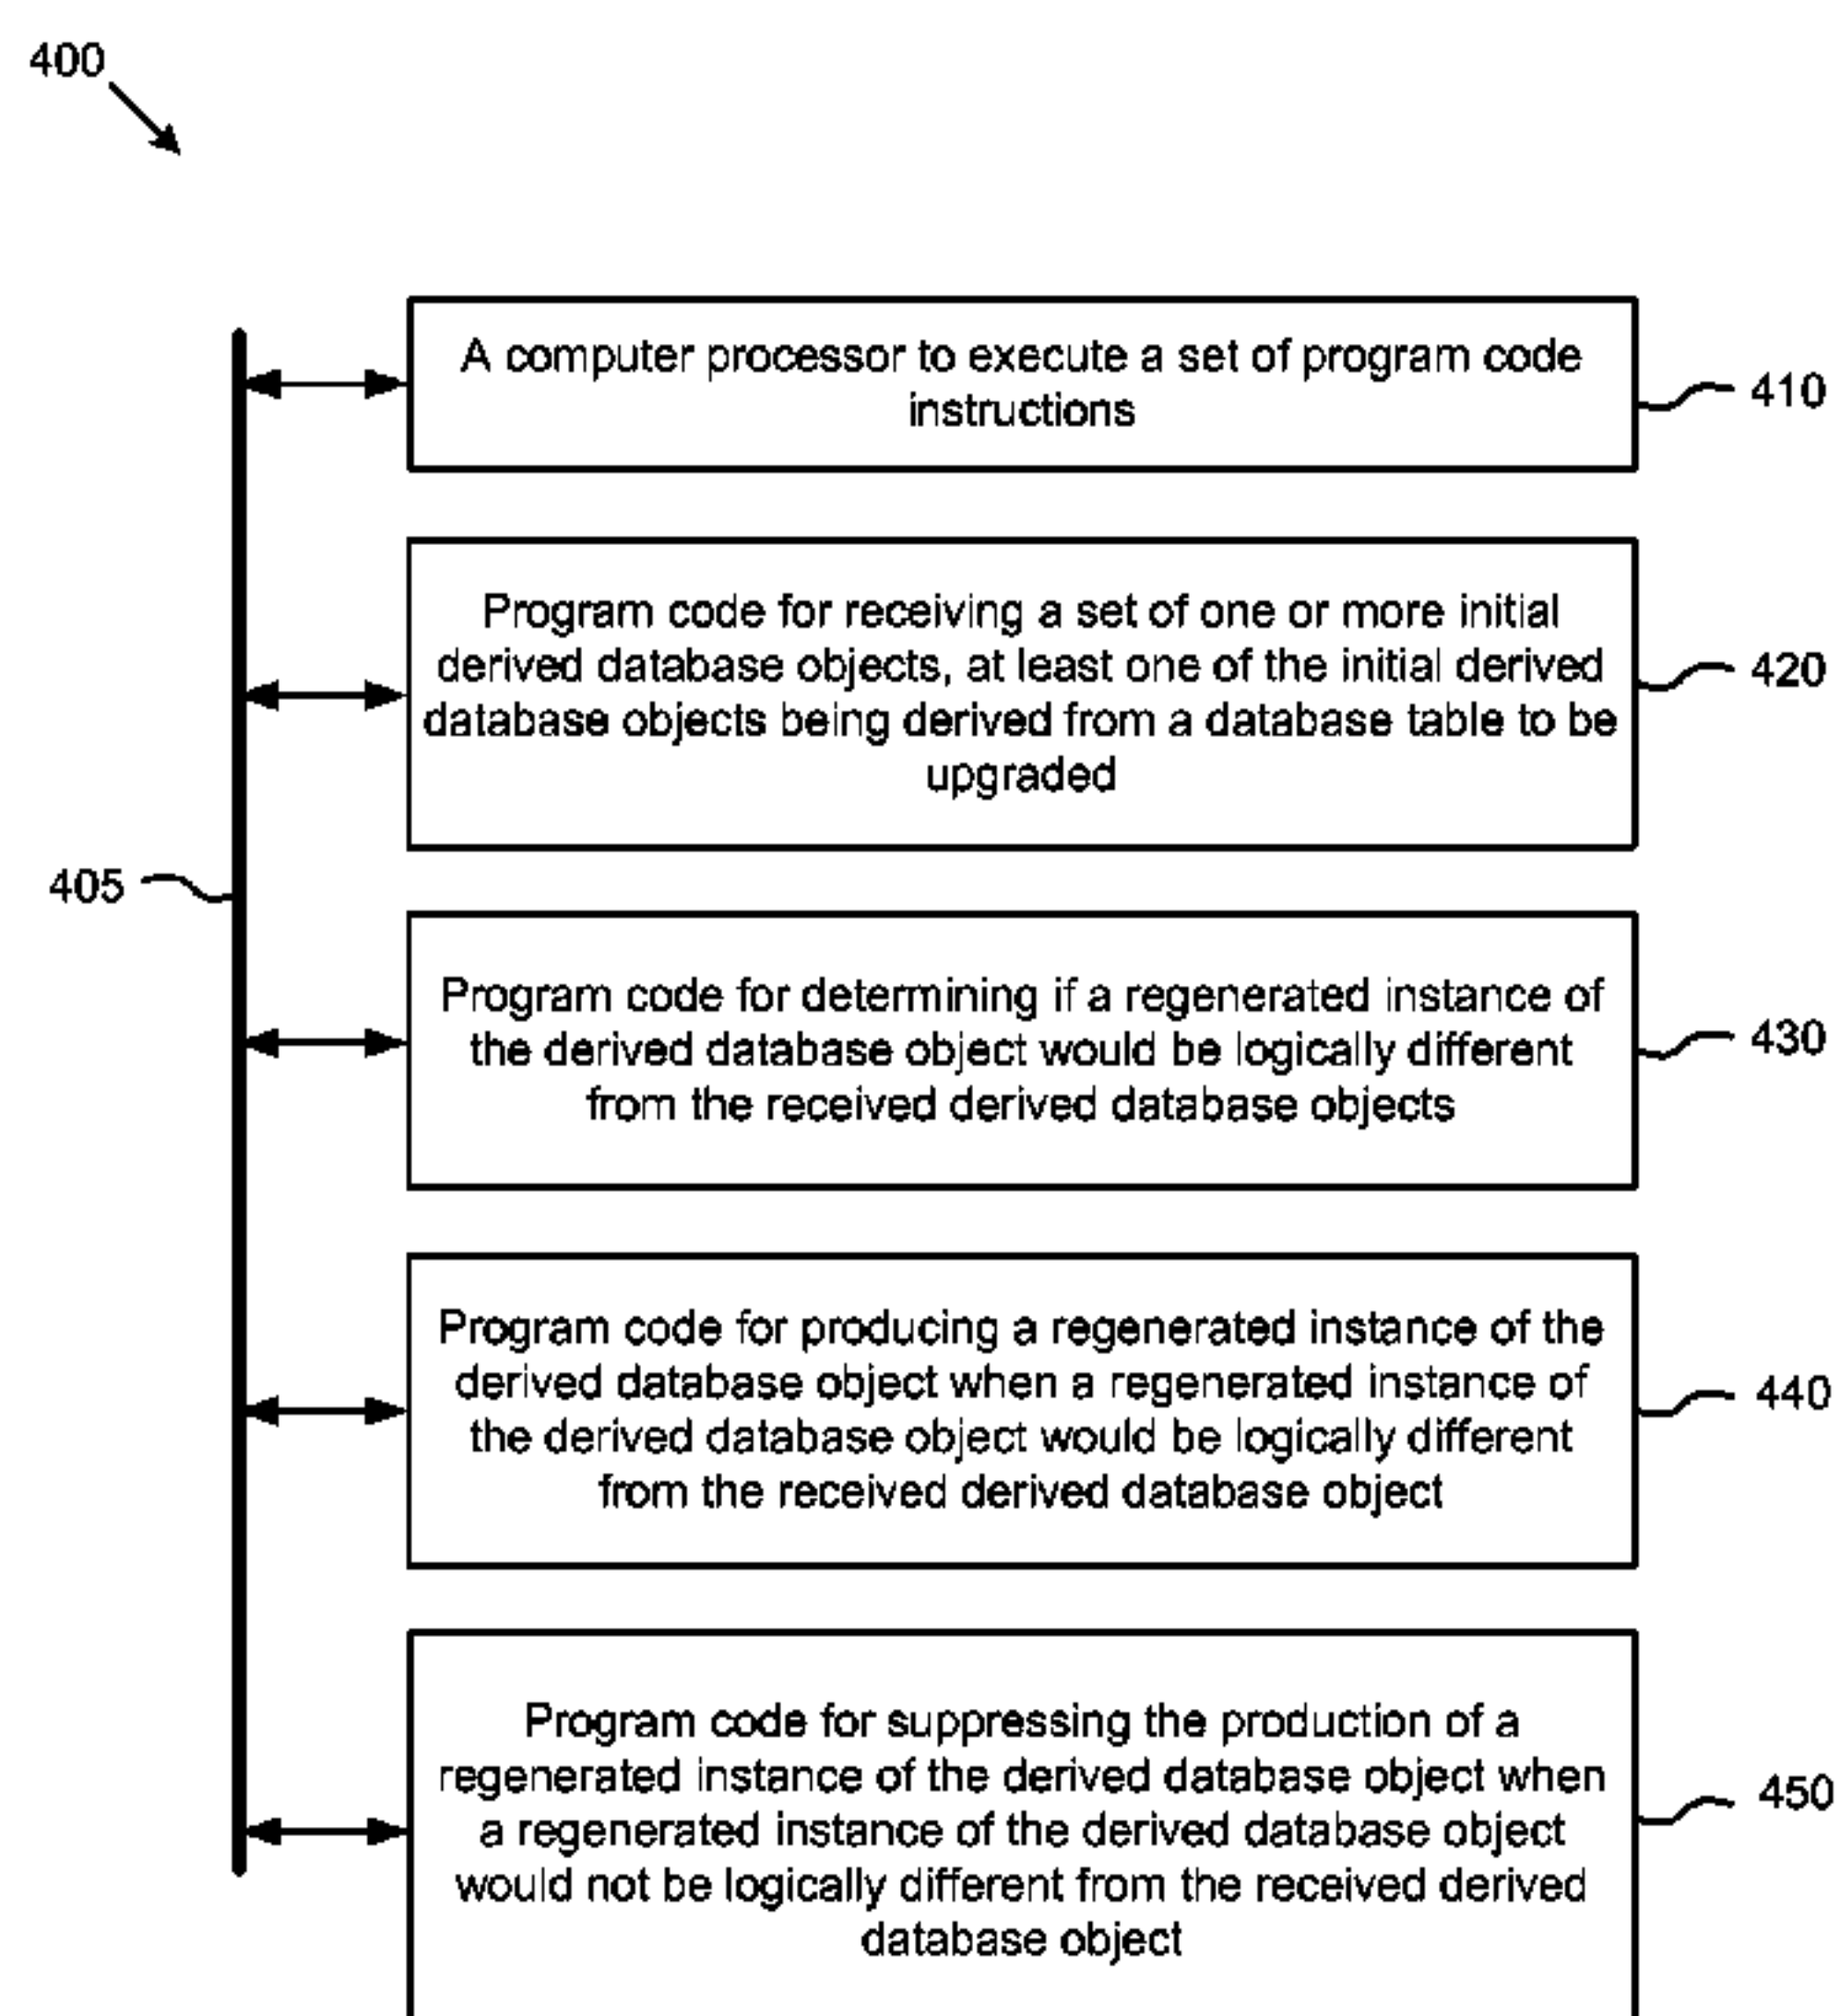 400
A computer processor to execute a set of program code
instructions
410
Program code for receiving a set of one or more initial
derived database objects, at least one of the initial derived
database objects being derived from a database table to be
upgraded
420
405
Program code for determining if a regenerated instance of
the derived database object would be logically different
from the received derived database objects
430
Program code for producing a regenerated instance of the
derived database object when a regenerated instance of
the derived database object would be logically different
from the received derived database object
440
Program code for suppressing the production of a
regenerated instance of the derived database object when
a regenerated instance of the derived database object
would not be logically different from the received derived
database object
450